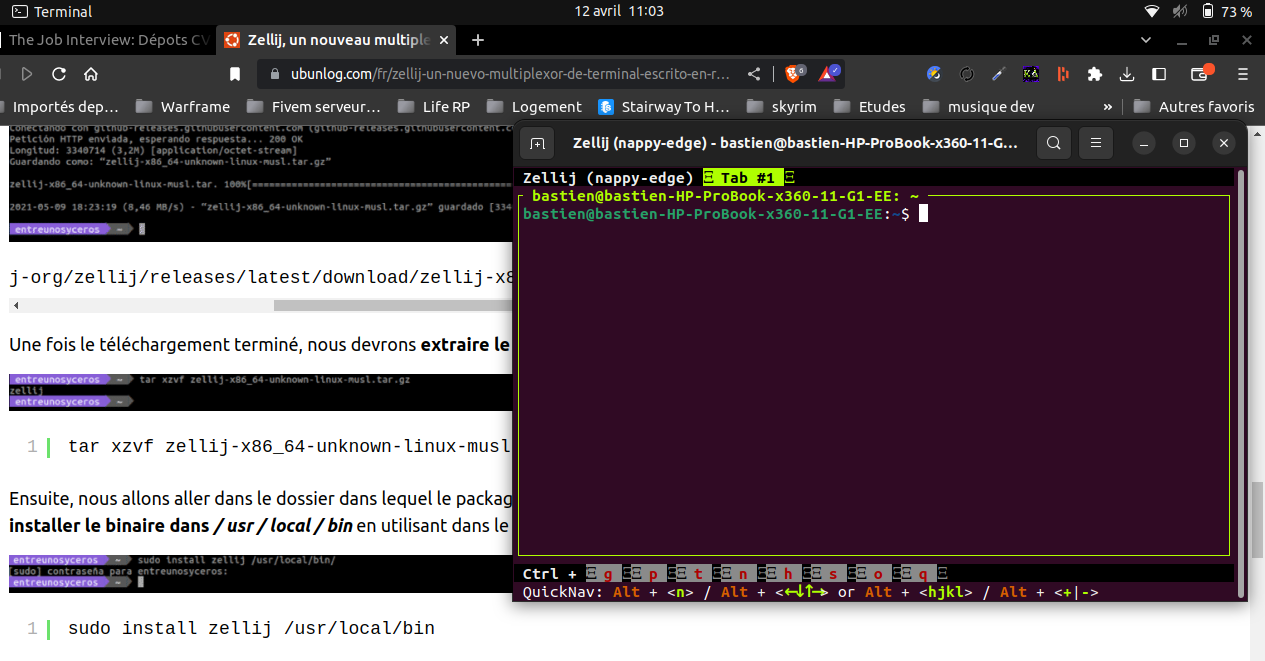 Terminal
12 avril 11:03
73 %
The Job Interview: Dépots CV
Zellij, un nouveau multiple
ubunlog.com/fr/zellij-un-nuevo-multiplexor-de-terminal-escrito-en-r...
6
Importés dep...
Warframe
Fivem serveur...
Life RP
Logement
Stairway To H...
skyrim
Etudes
musique dev
»
Autres favoris
Conectando con github-releases.githubusercontent.com (github-releases.githubusercontent.c
Petición HTTP enviada, esperando respuesta... 200 OK
Longitud: 3340714 (3,2M) [application/octet-stream]
Guardando como: “zellij-x86_64-unknown-linux-musl.tar.gz”
zellij-x86_64-unknown-linux-musl.tar. 100%[================================
2021-05-09 18:23:19 (8,46 MB/s) - “zellij-x86_64-unknown-linux-musl.tar.gz” guardado [334
entreunosyceros ~
j-org/zellij/releases/latest/download/zellij-x8
Une fois le téléchargement terminé, nous devrons extraire le
entreunosyceros ~ tar xzvf zellij-x86_64-unknown-linux-musl.tar.gz
zellij
entreunosyceros ~
1 tar xzvf zellij-x86_64-unknown-linux-musl
Ensuite, nous allons aller dans le dossier dans lequel le packag
installer le binaire dans / usr / local / bin en utilisant dans le
entreunosyceros ~ sudo install zellij /usr/local/bin/
[sudo] contraseña para entreunosyceros:
entreunosyceros ~
1 sudo install zellij /usr/local/bin
Zellij (nappy-edge) - bastien@bastien-HP-ProBook-x360-11-G...
Zellij (nappy-edge) Tab #1
bastien@bastien-HP-ProBook-x360-11-G1-EE: ~
bastien@bastien-HP-ProBook-x360-11-G1-EE:~$
Ctrl + g p t n h s o q
QuickNav: Alt + <n> / Alt + <←↓↑→> or Alt + <hjkl> / Alt + <+|->